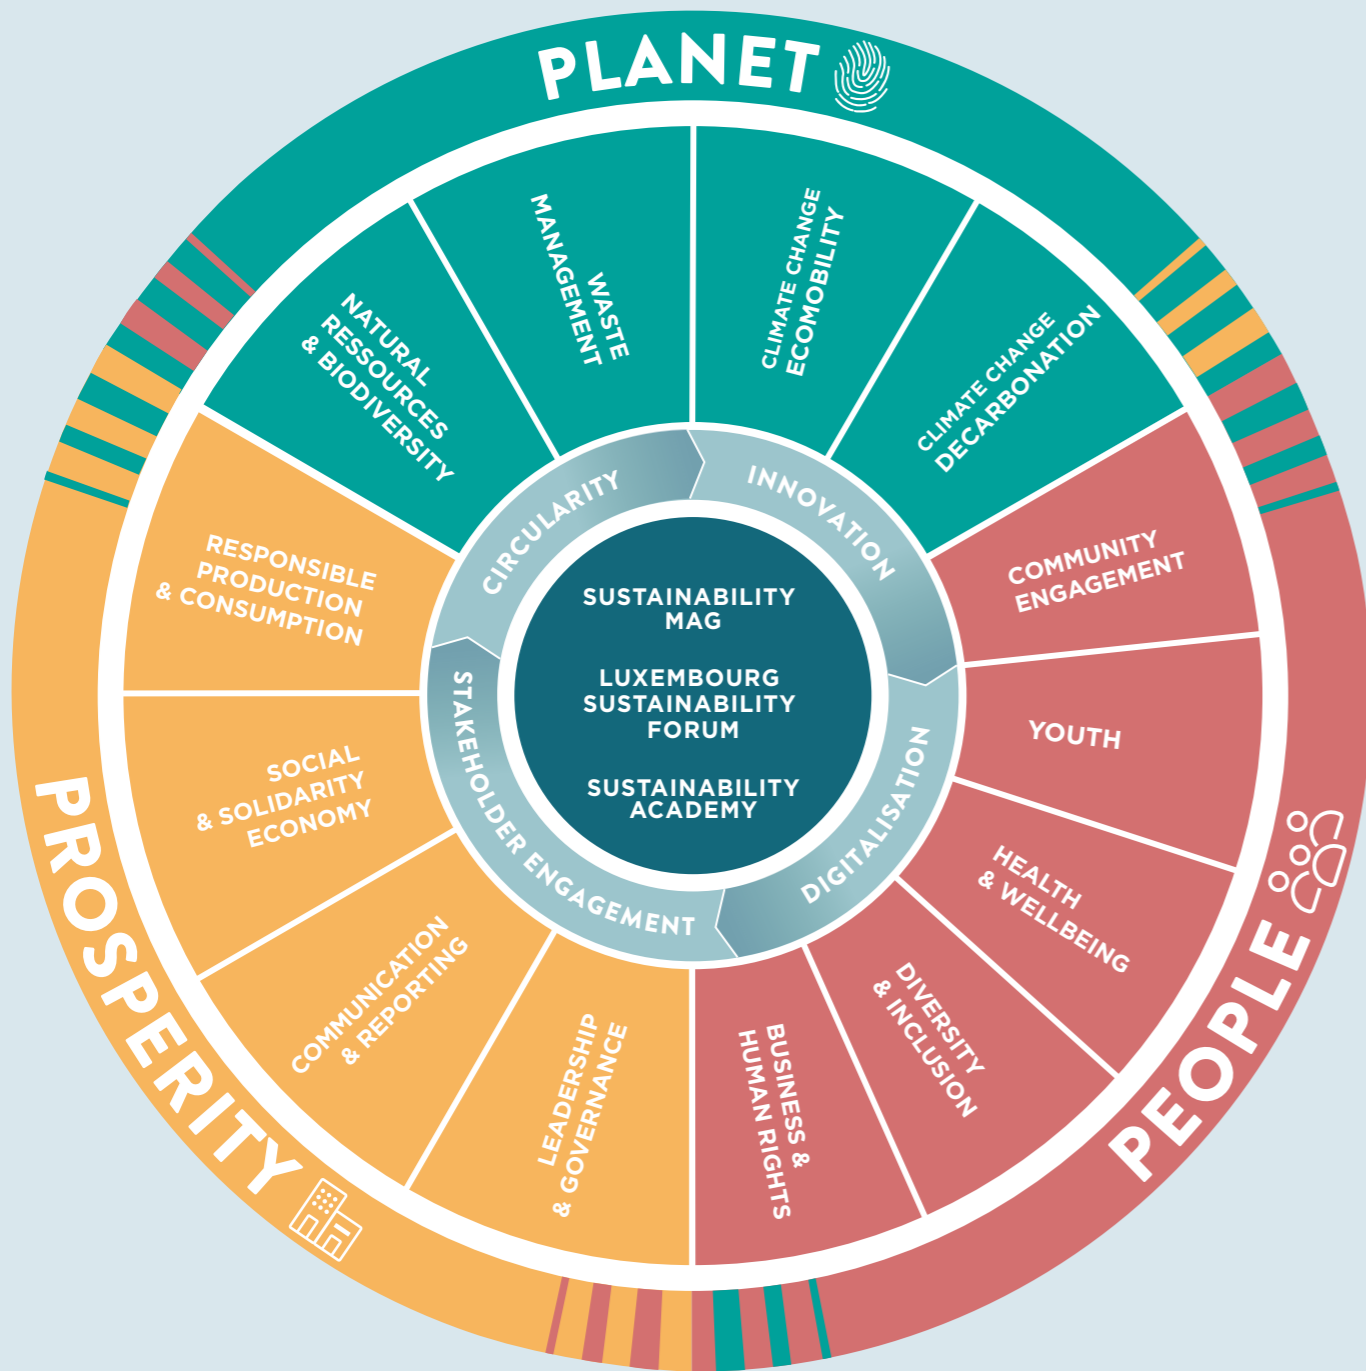 PLANET
NATURAL
RESSOURCES
& BIODIVERSITY
WASTE
MANAGEMENT
CLIMATE CHANGE
ECOMOBILITY
CLIMATE CHANGE
DECARBONATION
COMMUNITY
ENGAGEMENT
YOUTH
HEALTH
& WELLBEING
DIVERSITY
& INCLUSION
BUSINESS &
HUMAN RIGHTS
PEOPLE
LEADERSHIP
& GOVERNANCE
COMMUNICATION
& REPORTING
SOCIAL
& SOLIDARITY
ECONOMY
RESPONSIBLE
PRODUCTION
& CONSUMPTION
PROSPERITY
CIRCULARITY
INNOVATION
DIGITALISATION
STAKEHOLDER ENGAGEMENT
SUSTAINABILITY
MAG
LUXEMBOURG
SUSTAINABILITY
FORUM
SUSTAINABILITY
ACADEMY